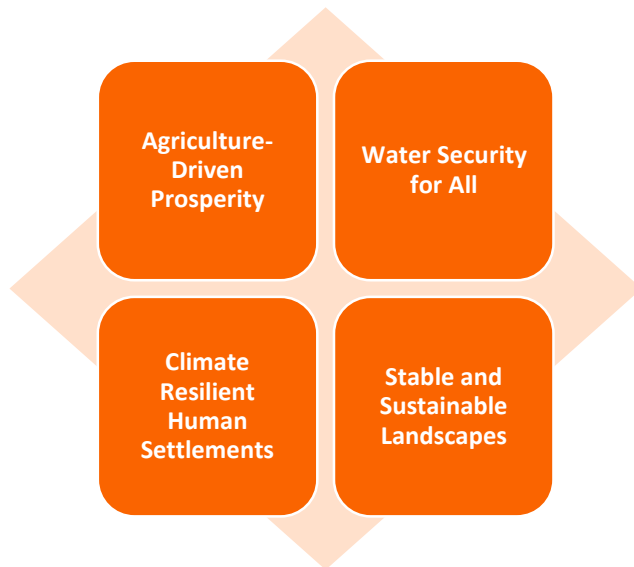 Agriculture-
Driven
Prosperity
Water Security
for All
Climate
Resilient
Human
Settlements
Stable and
Sustainable
Landscapes